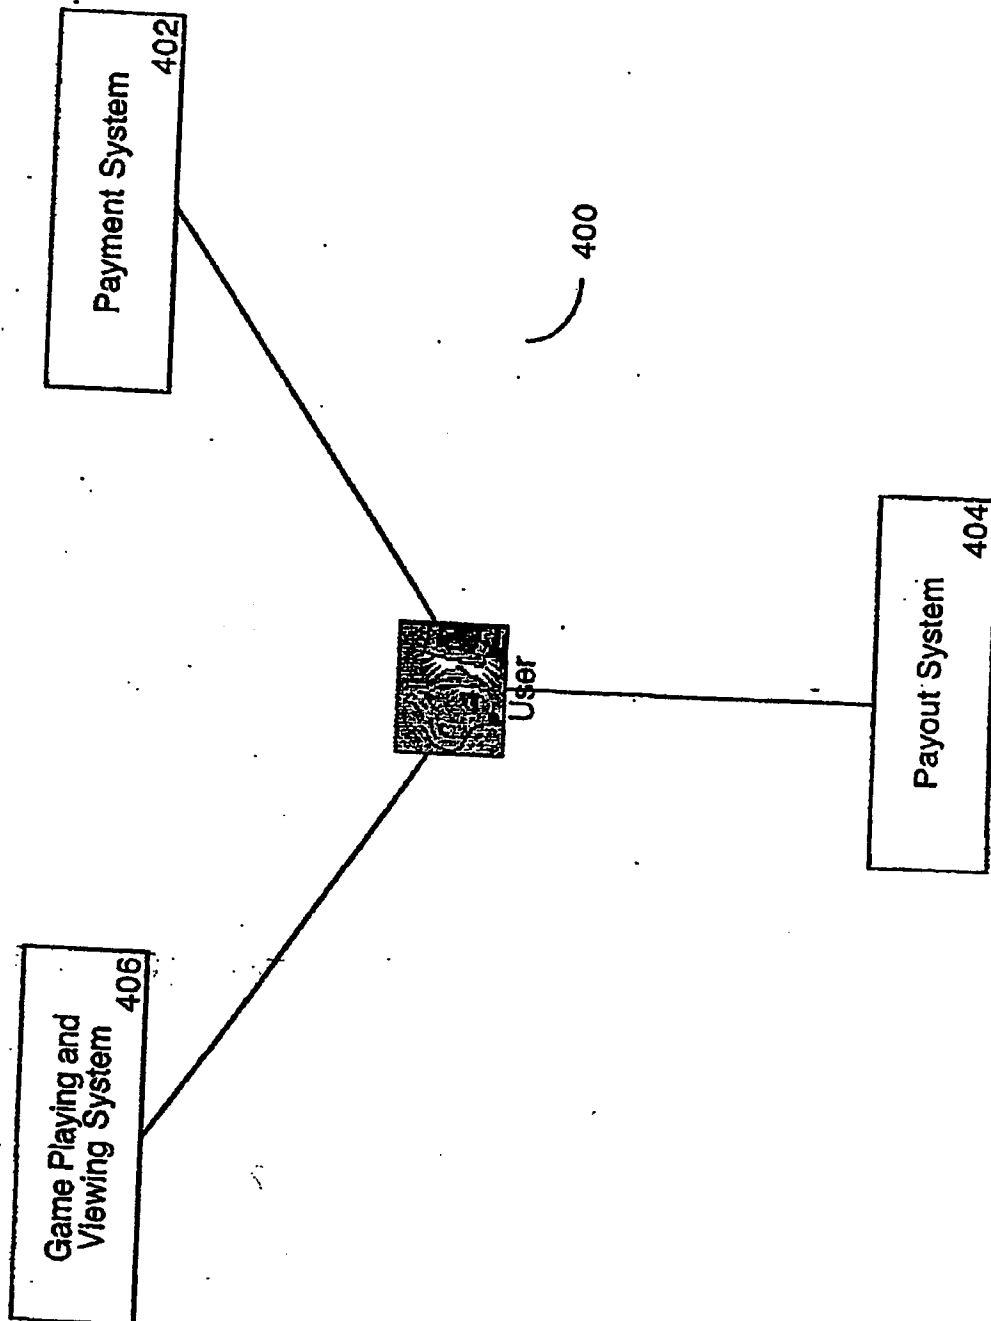 Game Playing and
Viewing System
406
Payment System
402
User
400
Payout System
404